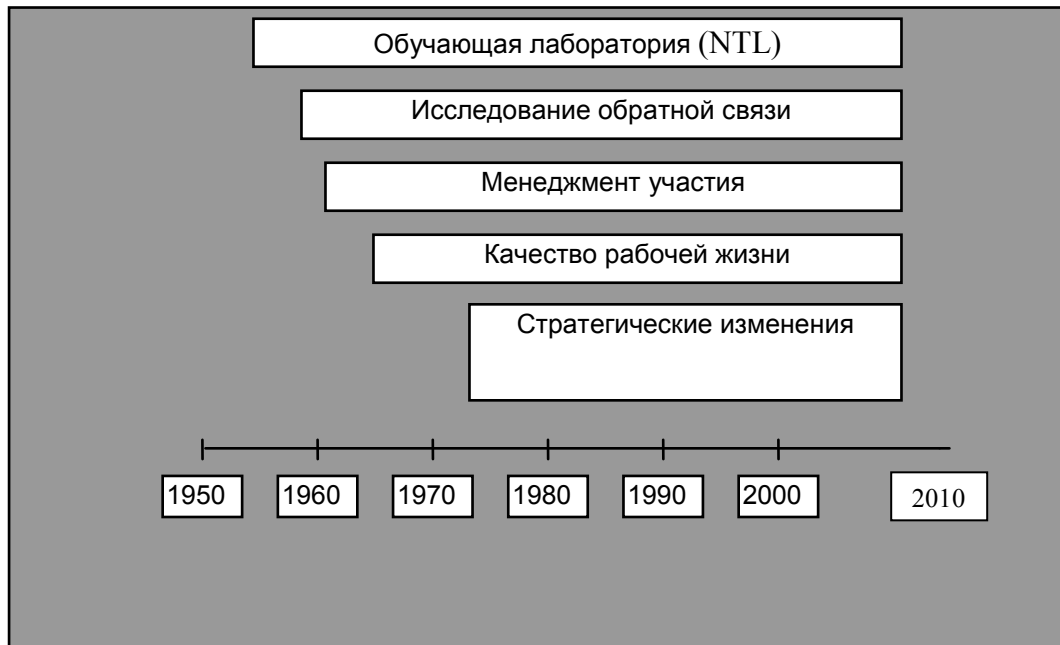 Обучающая лаборатория (NTL)
Исследование обратной связи
Менеджмент участия
Качество рабочей жизни
Стратегические изменения
1950 1960 1970 1980 1990 2000 2010